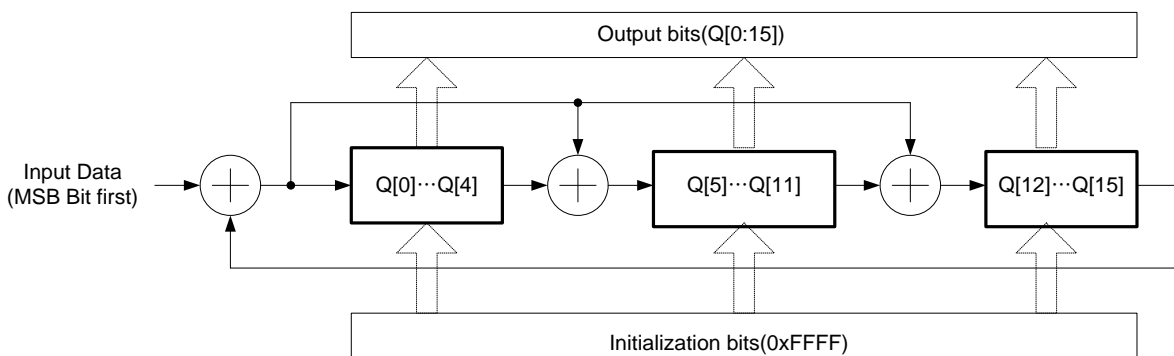 Output bits(Q[0:15])
Input Data
(MSB Bit first)
Q[0]⋯Q[4]
Q[5]⋯Q[11]
Q[12]⋯Q[15]
Initialization bits(0xFFFF)